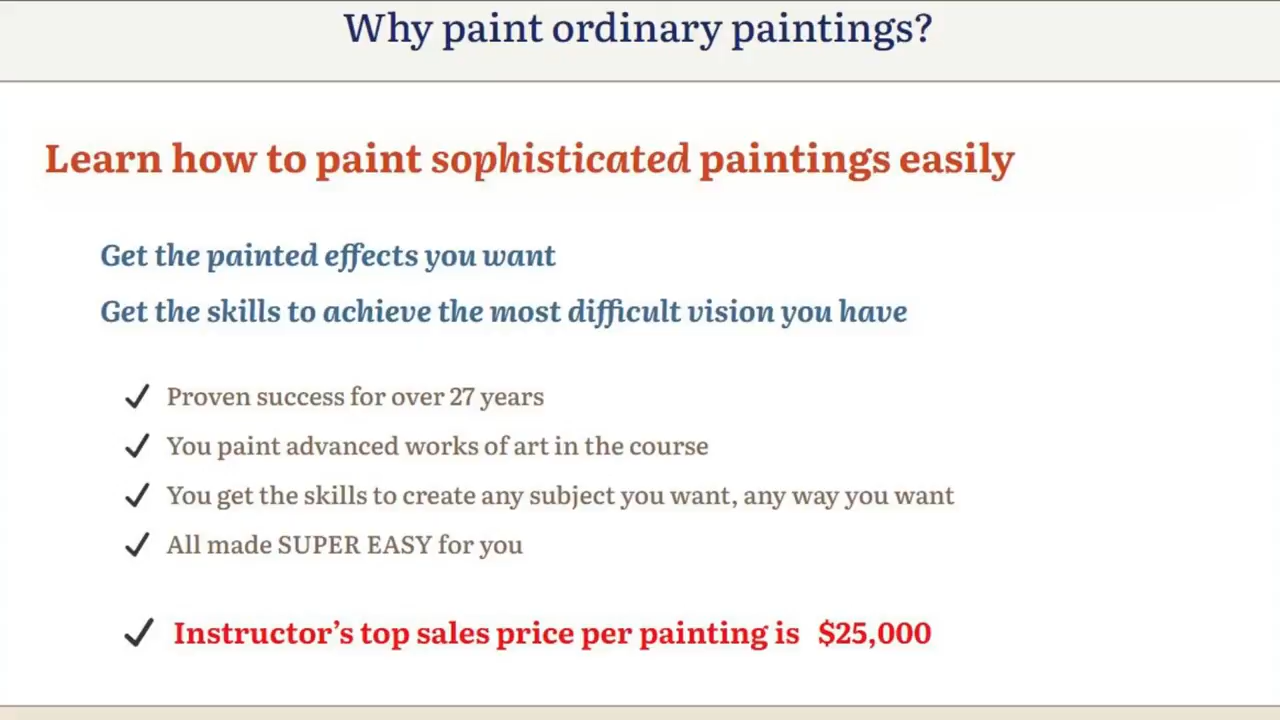 Why paint ordinary paintings?
Learn how to paint sophisticated paintings easily
Get the painted effects you want
Get the skills to achieve the most difficult vision you have
✓ Proven success for over 27 years
✓ You paint advanced works of art in the course
✓ You get the skills to create any subject you want, any way you want
✓ All made SUPER EASY for you
✓ Instructor’s top sales price per painting is $25,000